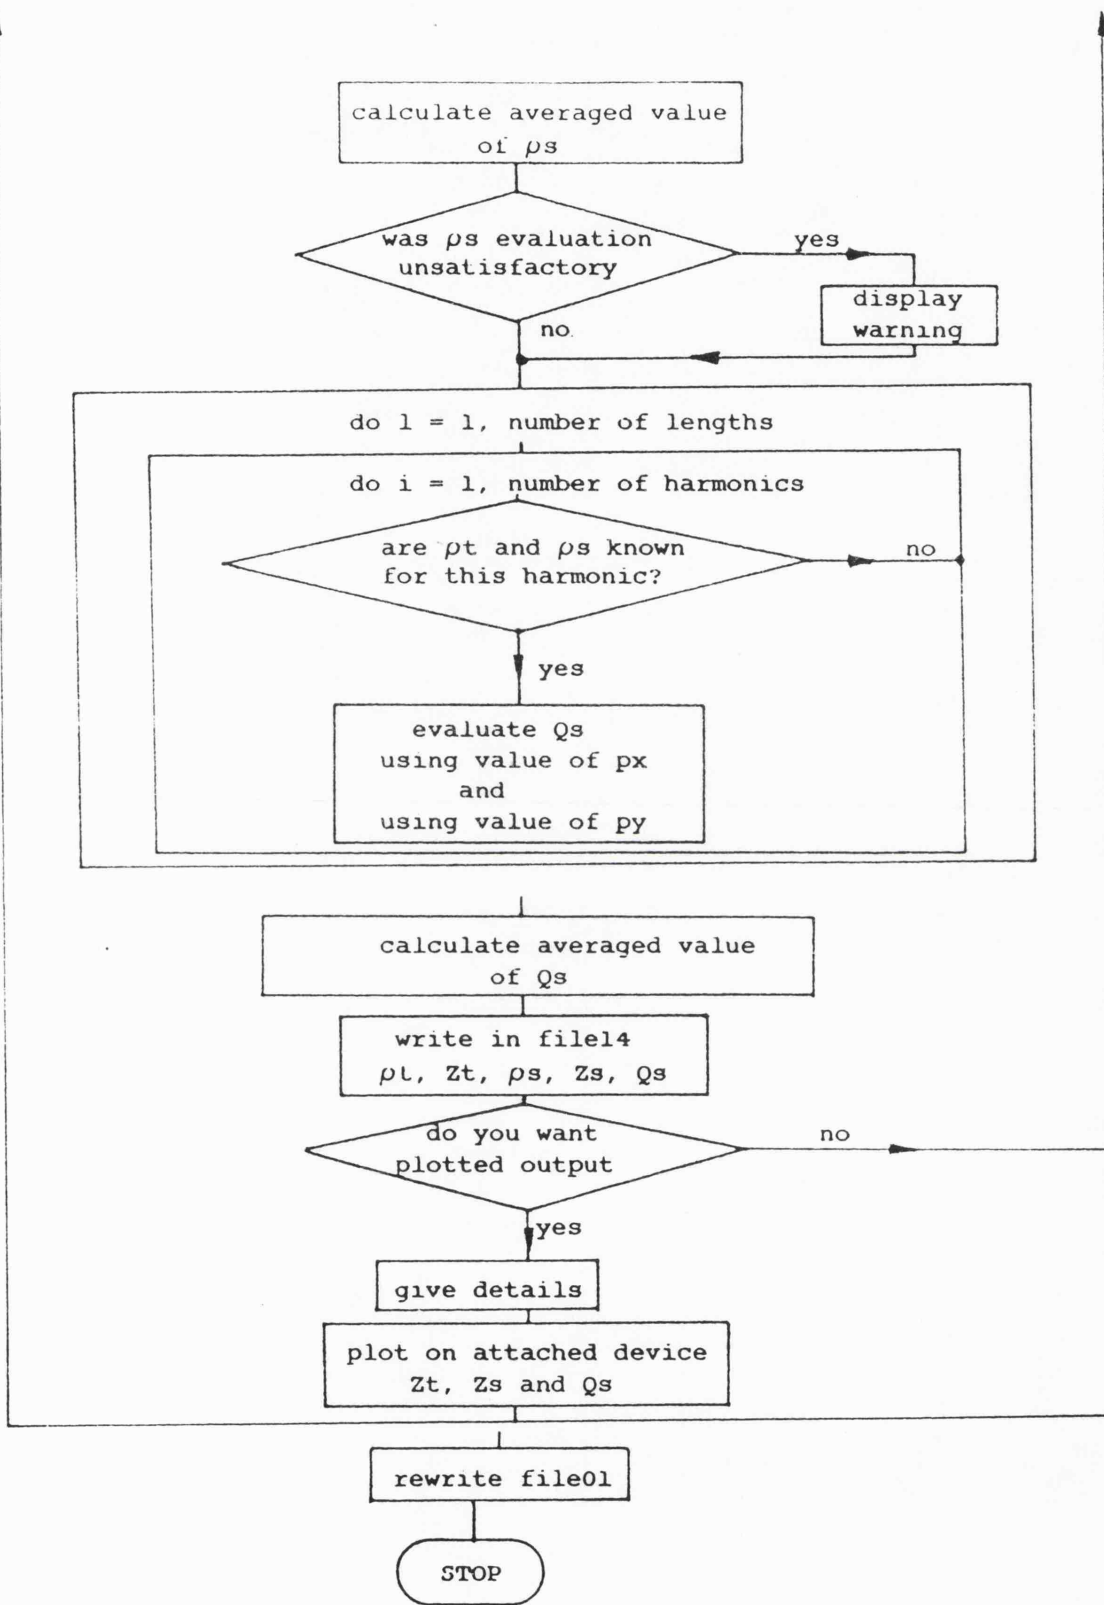 calculate averaged value
of ρs
was ρs evaluation
unsatisfactory
yes
display
warning
no.
do l = 1, number of lengths
do i = 1, number of harmonics
are ρt and ρs known
for this harmonic?
no
yes
evaluate Qs
using value of px
and
using value of py
calculate averaged value
of Qs
write in file14
ρt, Zt, ρs, Zs, Qs
do you want
plotted output
no
yes
give details
plot on attached device
Zt, Zs and Qs
rewrite file01
STOP